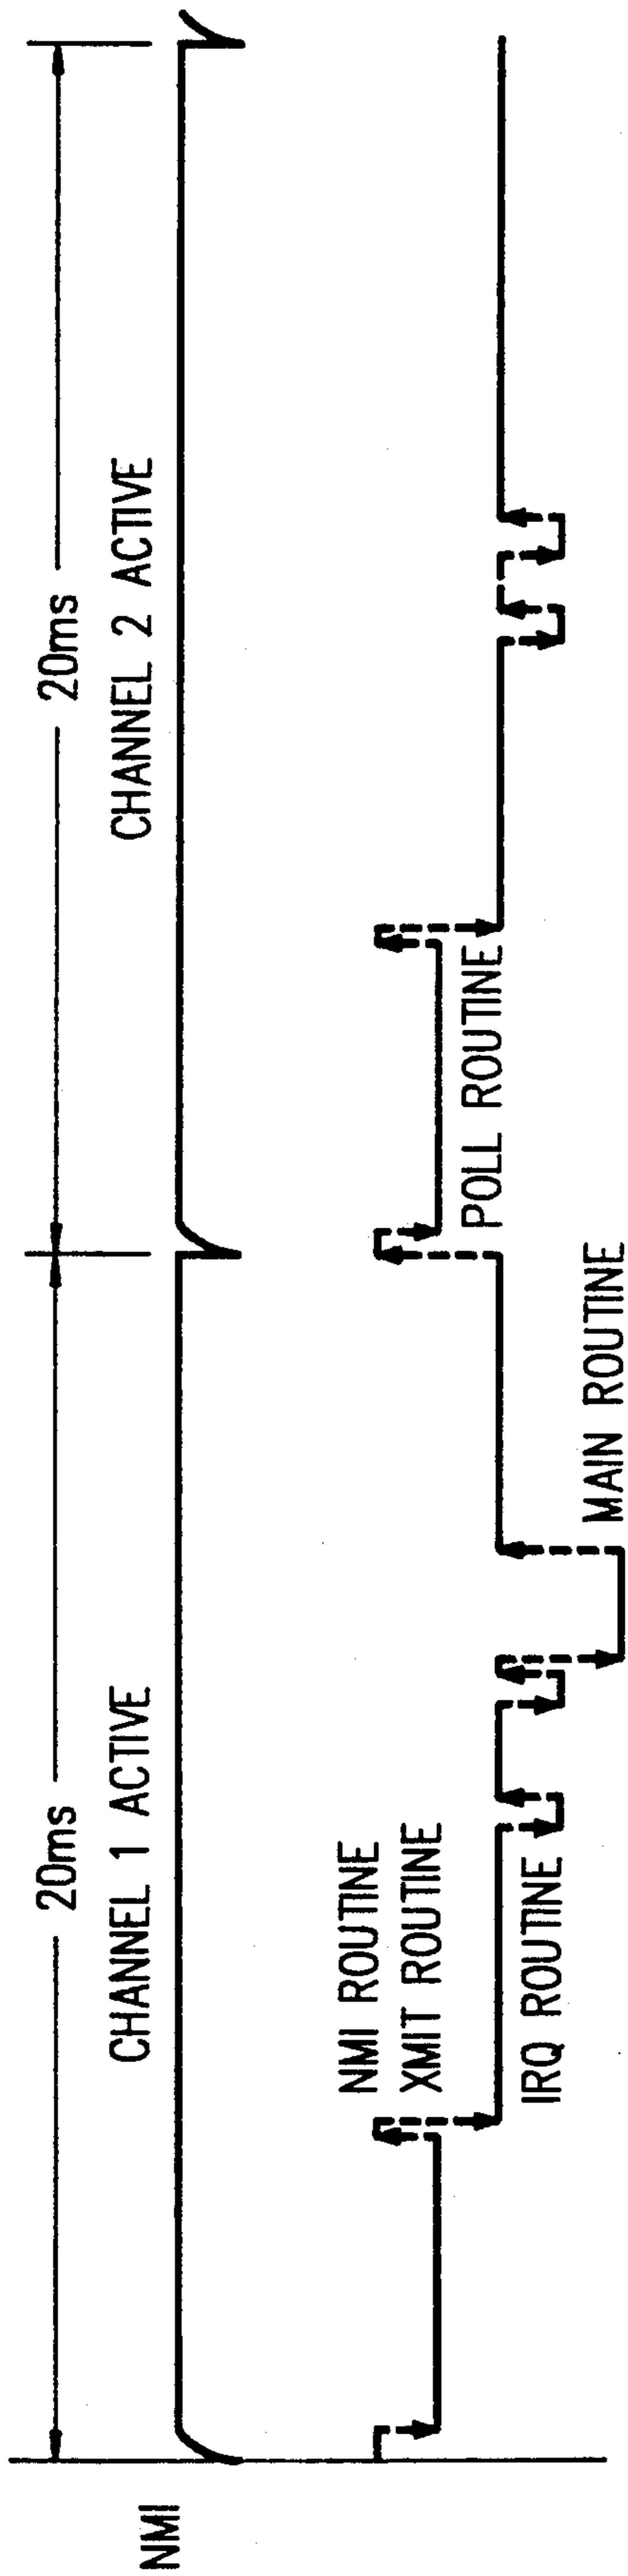 20ms
20ms
CHANNEL 1 ACTIVE
CHANNEL 2 ACTIVE
NMI
NMI ROUTINE
XMIT ROUTINE
POLL ROUTINE
IRQ ROUTINE
MAIN ROUTINE